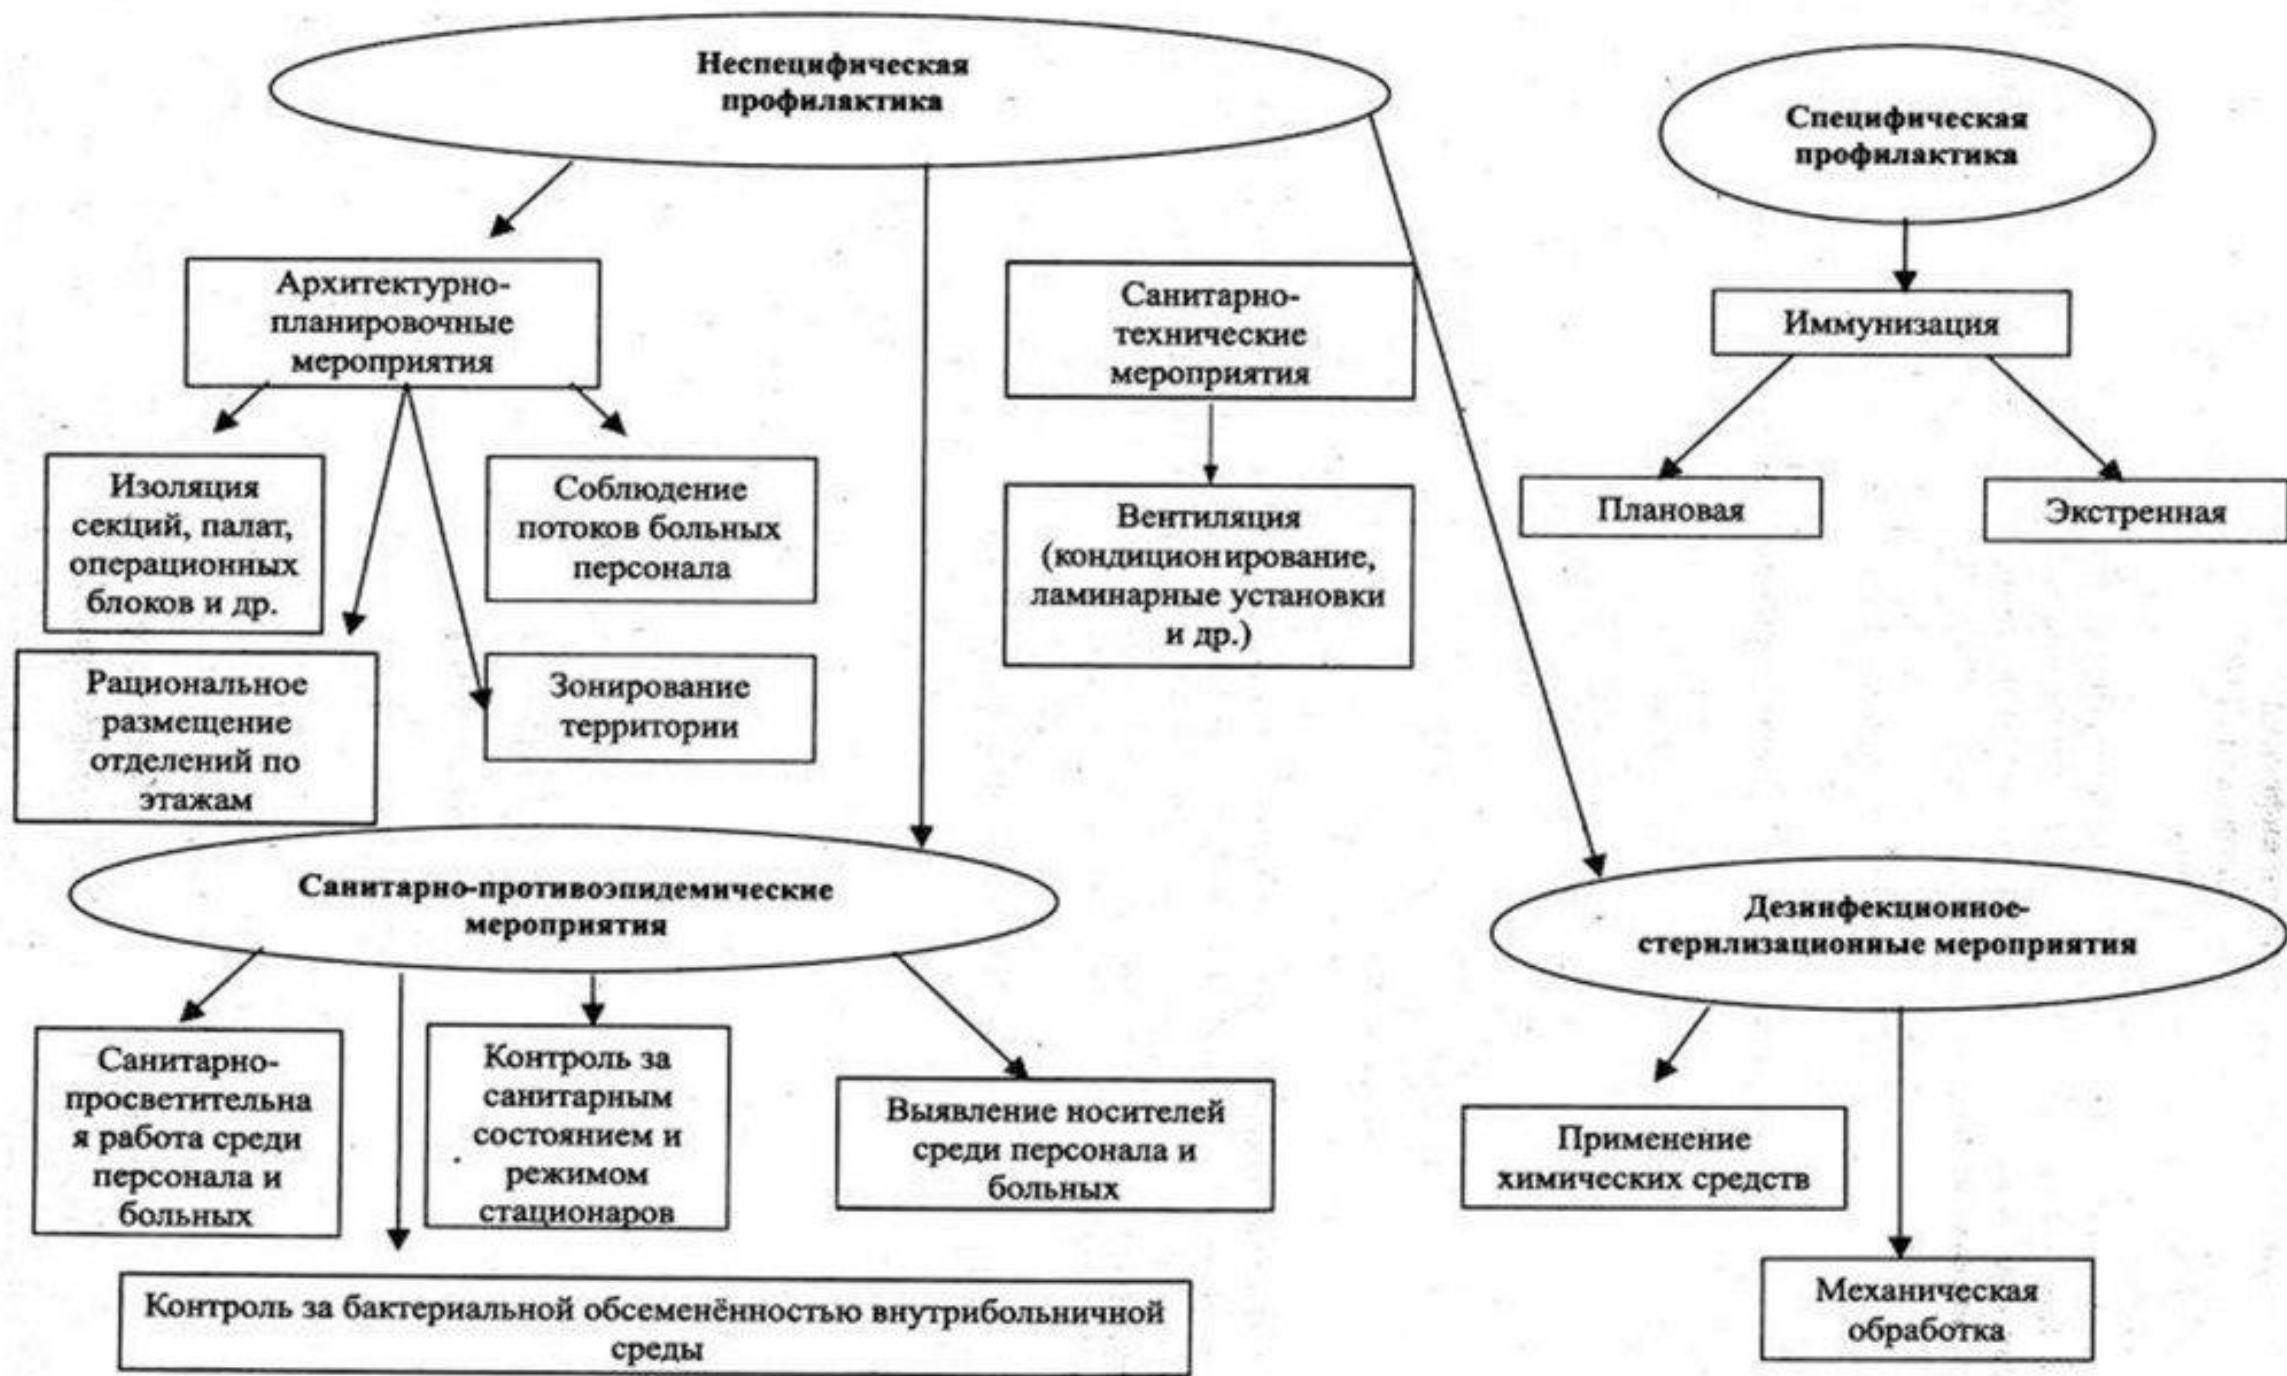 Неспецифическая
профилактика
Специфическая
профилактика
Архитектурно-
планировочные
мероприятия
Санитарно-
технические
мероприятия
Иммунизация
Изоляция
секций, палат,
операционных
блоков и др.
Соблюдение
потоков больных
персонала
Вентиляция
(кондиционирование,
ламинарные установки
и др.)
Плановая
Экстренная
Рациональное
размещение
отделений по
этажам
Зонирование
территории
Санитарно-противоэпидемические
мероприятия
Дезинфекционное-
стерилизационные мероприятия
Санитарно-
просветительна
я работа среди
персонала и
больных
Контроль за
санитарным
состоянием и
режимом
стационаров
Выявление носителей
среди персонала и
больных
Применение
химических средств
Механическая
обработка
Контроль за бактериальной обсеменённостью внутрибольничной
среды